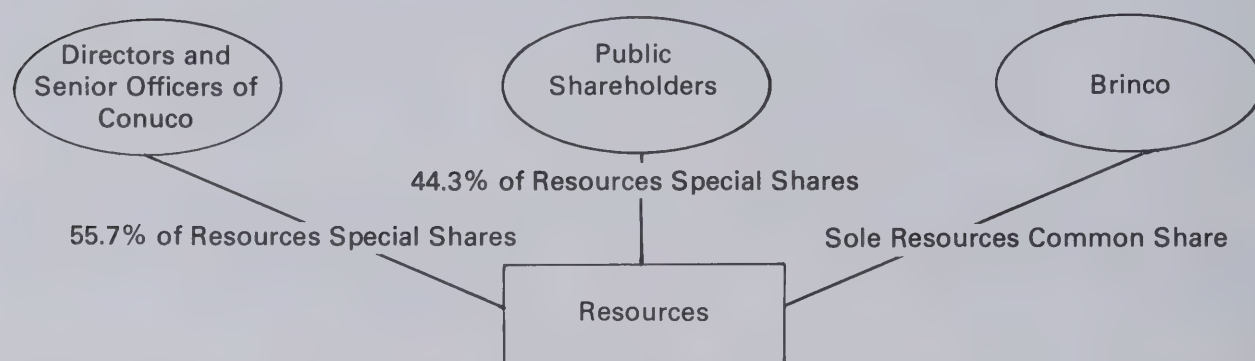 Directors and
Senior Officers of
Conuco
Public
Shareholders
Brinco
44.3% of Resources Special Shares
55.7% of Resources Special Shares
Sole Resources Common Share
Resources